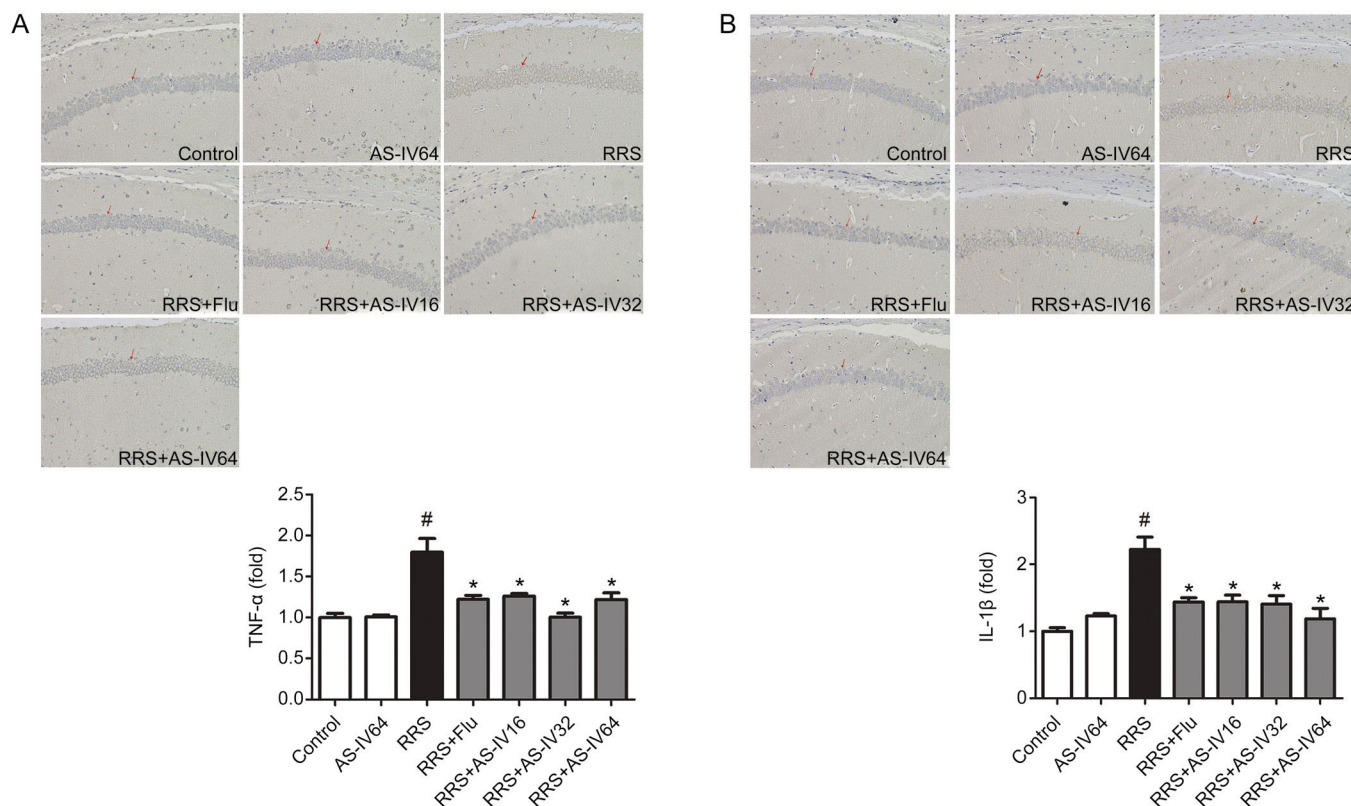 A
Control
AS-IV64
RRS
RRS+Flu
RRS+AS-IV16
RRS+AS-IV32
RRS+AS-IV64
TNF-α (fold)
2.5
2.0
1.5
1.0
0.5
0.0
#
*
*
*
*
Control
AS-IV64
RRS
RRS+Flu
RRS+AS-IV16
RRS+AS-IV32
RRS+AS-IV64
B
Control
AS-IV64
RRS
RRS+Flu
RRS+AS-IV16
RRS+AS-IV32
RRS+AS-IV64
IL-1β (fold)
3
2
1
0
#
*
*
*
*
Control
AS-IV64
RRS
RRS+Flu
RRS+AS-IV16
RRS+AS-IV32
RRS+AS-IV64